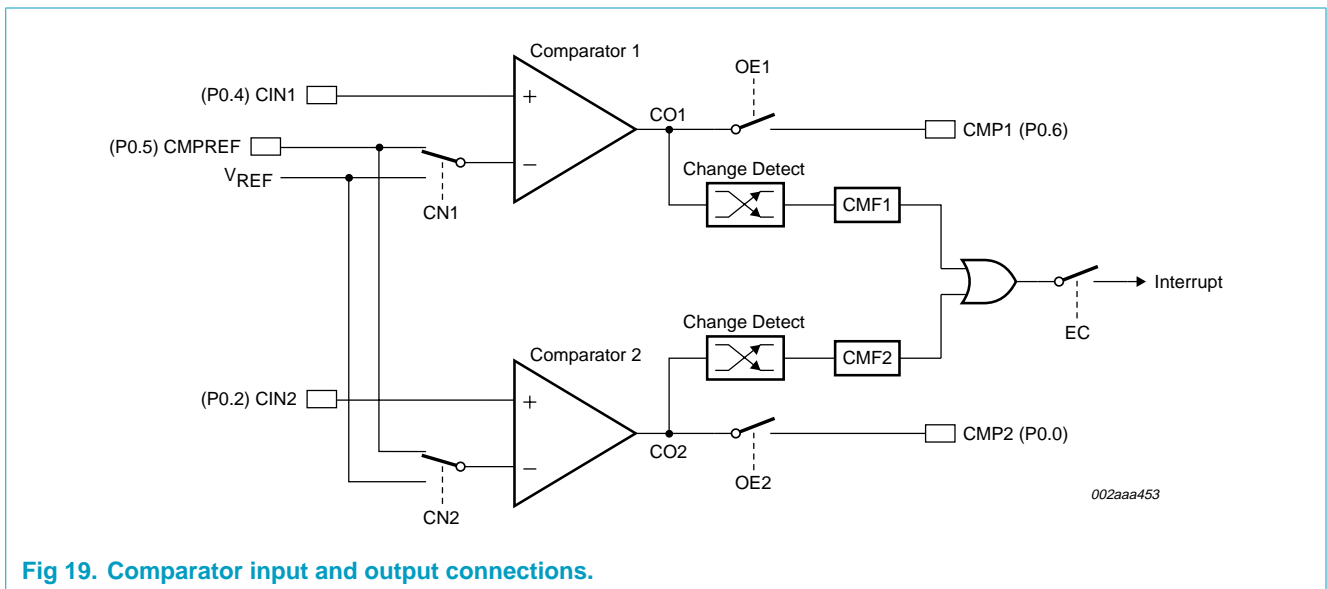 Comparator 1
OE1
(P0.4) CIN1
+
CO1
CMP1 (P0.6)
(P0.5) CMPREF
−
Change Detect
VREF
CN1
CMF1
Interrupt
EC
Change Detect
Comparator 2
CMF2
(P0.2) CIN2
+
CMP2 (P0.0)
CO2
−
OE2
002aaa453
CN2
Fig 19. Comparator input and output connections.